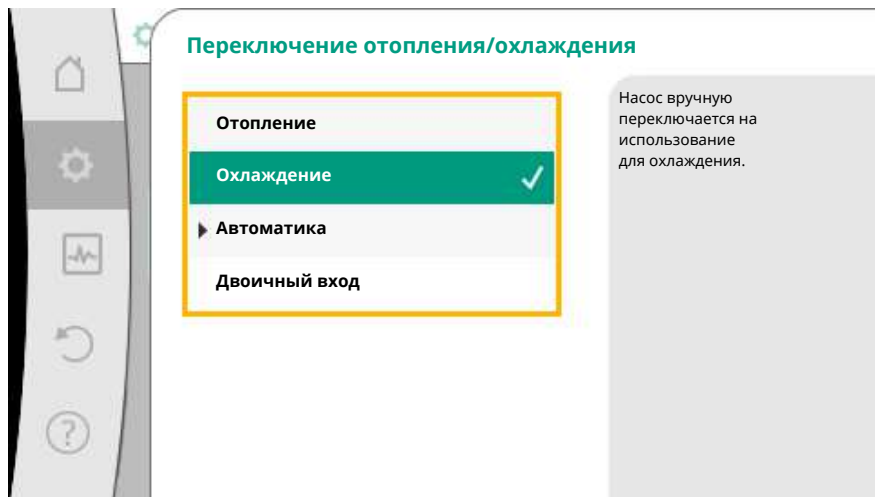 Переключение отопления/охлаждения
Отопление
Охлаждение
Автоматика
Двоичный вход
Насос вручную
переключается на
использование
для охлаждения.
?